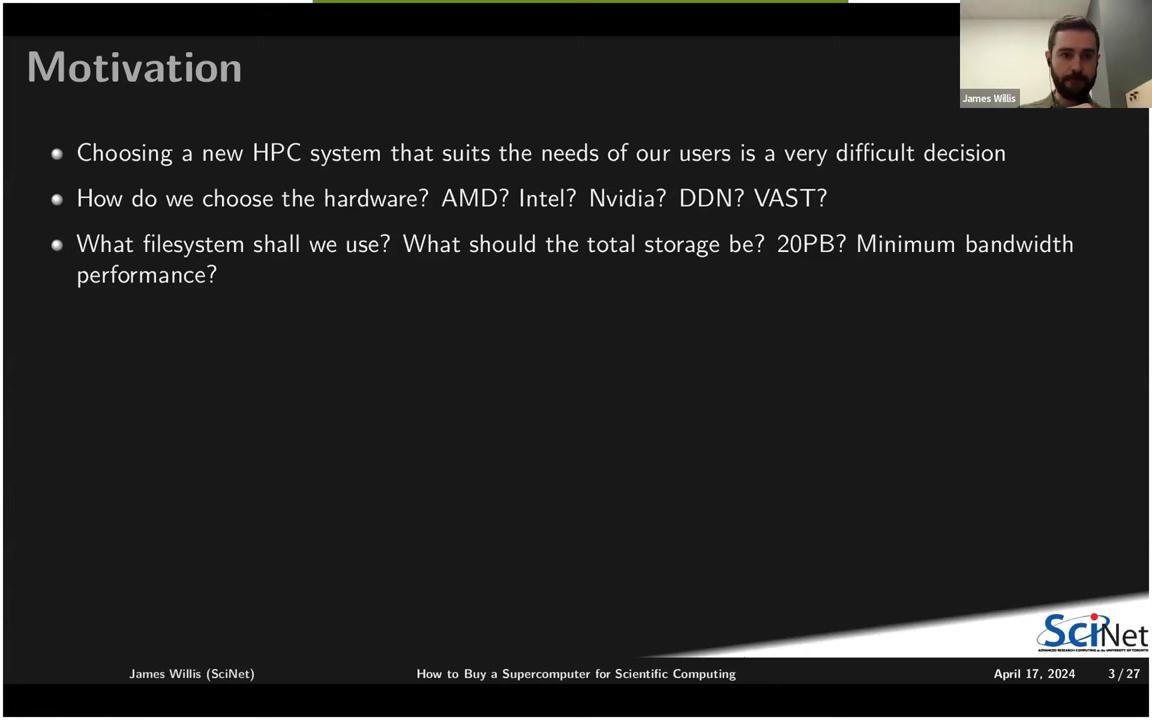 Motivation
James Willis
Choosing a new HPC system that suits the needs of our users is a very difficult decision
How do we choose the hardware? AMD? Intel? Nvidia? DDN? VAST?
What filesystem shall we use? What should the total storage be? 20PB? Minimum bandwidth
performance?
SciNet
ADVANCED RESEARCH COMPUTING at the UNIVERSITY OF TORONTO
James Willis (SciNet) How to Buy a Supercomputer for Scientific Computing April 17, 2024 3 / 27